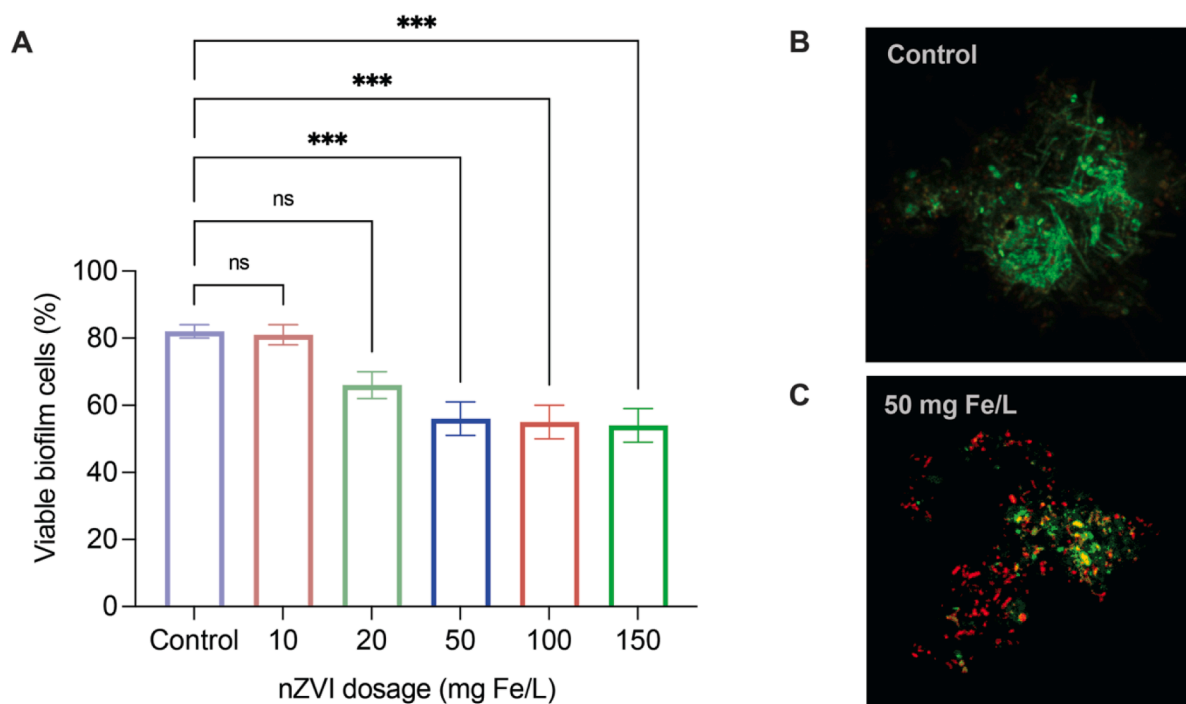 A
***
***
***
ns
ns
100
80
60
40
20
0
Viable biofilm cells (%)
Control 10 20 50 100 150
nZVI dosage (mg Fe/L)
B
Control
C
50 mg Fe/L